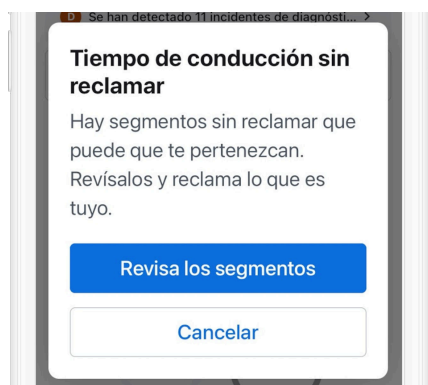 D Se han detectado 11 incidentes de diagnósti... >
Tiempo de conducción sin
reclamar
Hay segmentos sin reclamar que
puede que te pertenezcan.
Revísalos y reclama lo que es
tuyo.
Revisa los segmentos
Cancelar